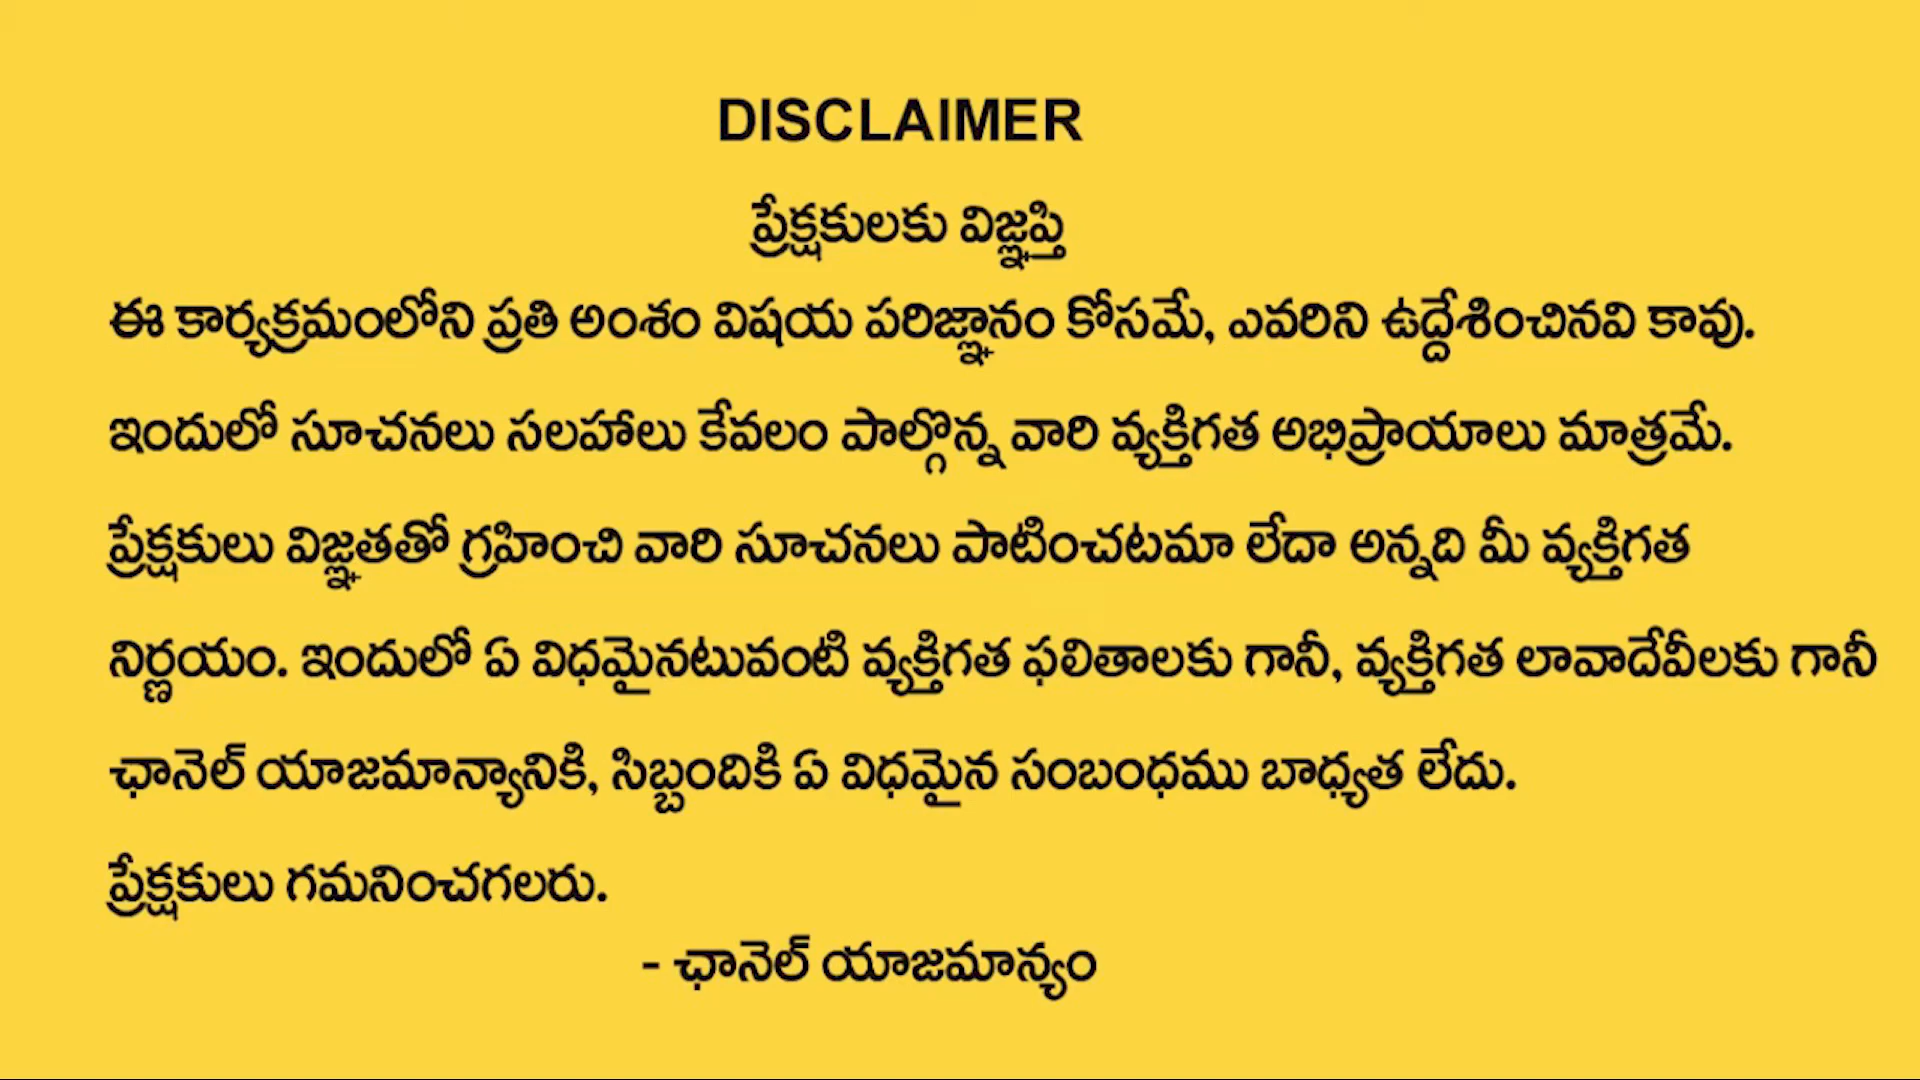 DISCLAIMER
ప్రేక్షకులకు విజ్ఞప్తి
ఈ కార్యక్రమంలోని ప్రతి అంశం విషయ పరిజ్ఞానం కోసమే, ఎవరిని ఉద్దేశించినవి కావు.
ఇందులో సూచనలు సలహాలు కేవలం పాల్గొన్న వారి వ్యక్తిగత అభిప్రాయాలు మాత్రమే.
ప్రేక్షకులు విజ్ఞతతో గ్రహించి వారి సూచనలు పాటించటమా లేదా అన్నది మీ వ్యక్తిగత
నిర్ణయం. ఇందులో ఏ విధమైనటువంటి వ్యక్తిగత ఫలితాలకు గానీ, వ్యక్తిగత లావాదేవీలకు గానీ
ఛానెల్ యాజమాన్యానికి, సిబ్బందికి ఏ విధమైన సంబంధము బాధ్యత లేదు.
ప్రేక్షకులు గమనించగలరు.
- ఛానెల్ యాజమాన్యం